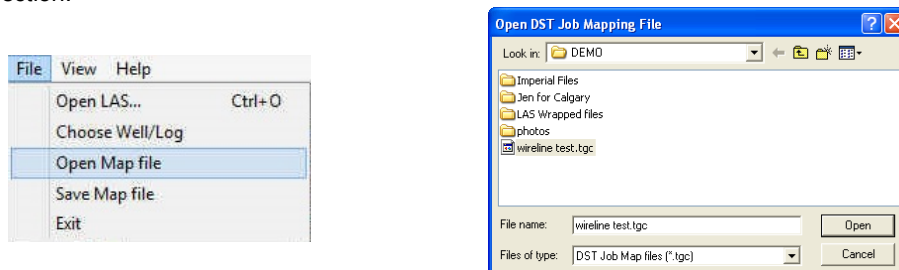 File View Help
Open LAS... Ctrl+O
Choose Well/Log
Open Map file
Save Map file
Exit
Open DST Job Mapping File
Look in: DEMO
Imperial Files
Jen for Calgary
LAS Wrapped files
photos
wireline test.tgc
File name: wireline test.tgc Open
Files of type: DST Job Map files (*.tgc) Cancel